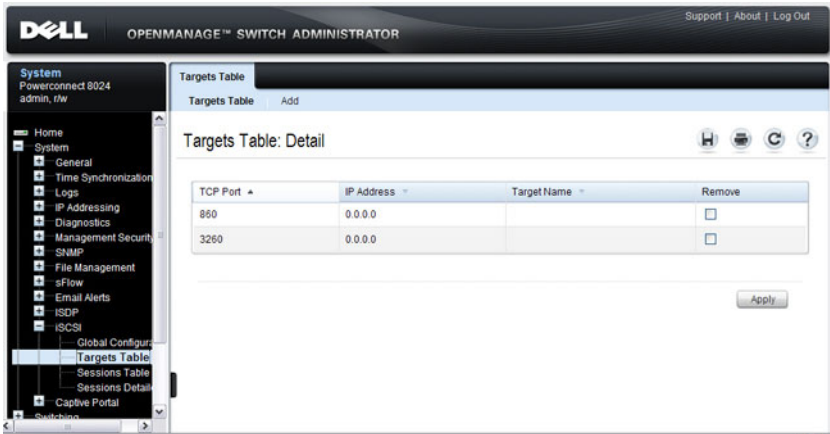 Support | About | Log Out
DELL
OPENMANAGE™ SWITCH ADMINISTRATOR
System
Powerconnect 8024
admin, r/w
Home
System
General
Time Synchronization
Logs
IP Addressing
Diagnostics
Management Security
SNMP
File Management
sFlow
Email Alerts
ISDP
iSCSI
Global Configura
Targets Table
Sessions Table
Sessions Detaile
Captive Portal
Switching
Targets Table
Targets Table Add
Targets Table: Detail
TCP Port IP Address Target Name Remove
860 0.0.0.0
3260 0.0.0.0
Apply